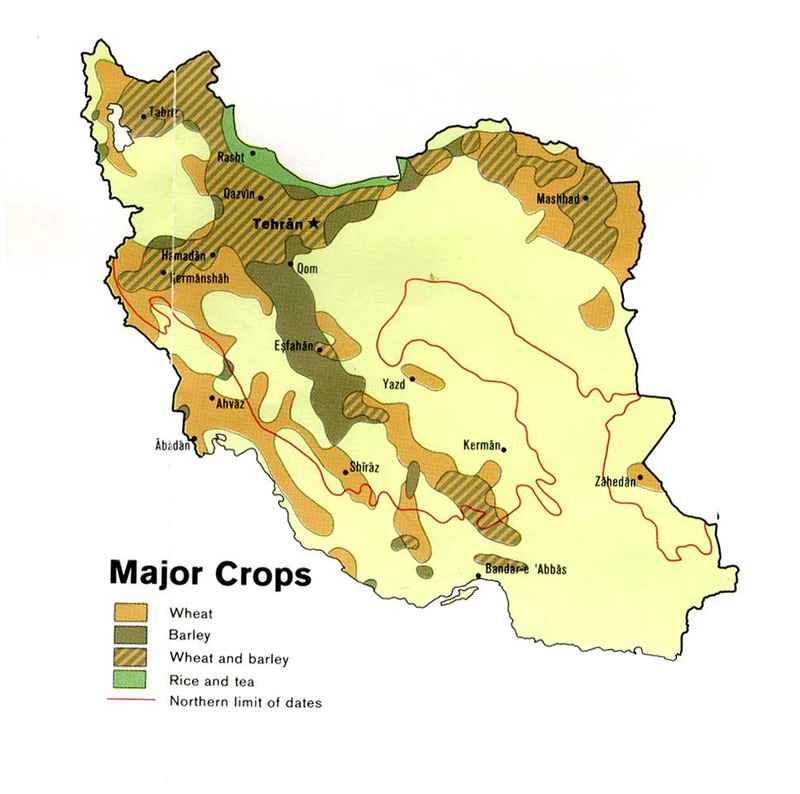 Tabrīz
Rasht
Qazvīn
Tehrān
Mashhad
Hamadān
Kermānshāh
Qom
Eşfahān
Yazd
Ahvāz
Ābādān
Kermān
Shīrāz
Zāhedān
Bandar-e 'Abbās
Major Crops
Wheat
Barley
Wheat and barley
Rice and tea
Northern limit of dates